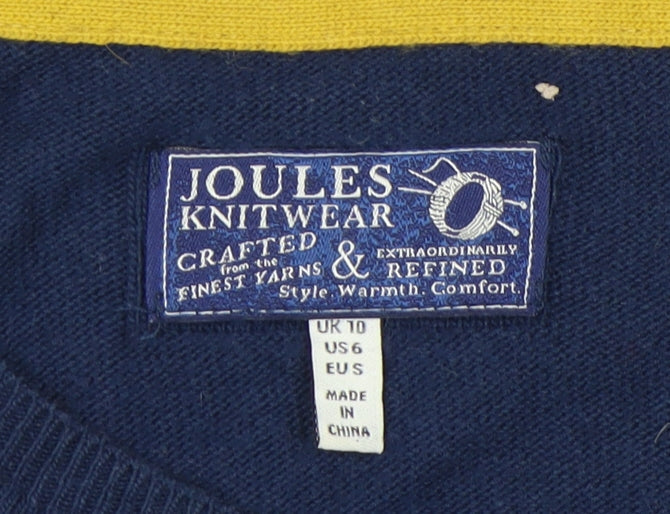 JOULES
KNITWEAR
CRAFTED
from the
FINEST YARNS
&
EXTRAORDINARILY
REFINED
Style. Warmth. Comfort.
UK 10
US 6
EU S
MADE
IN
CHINA